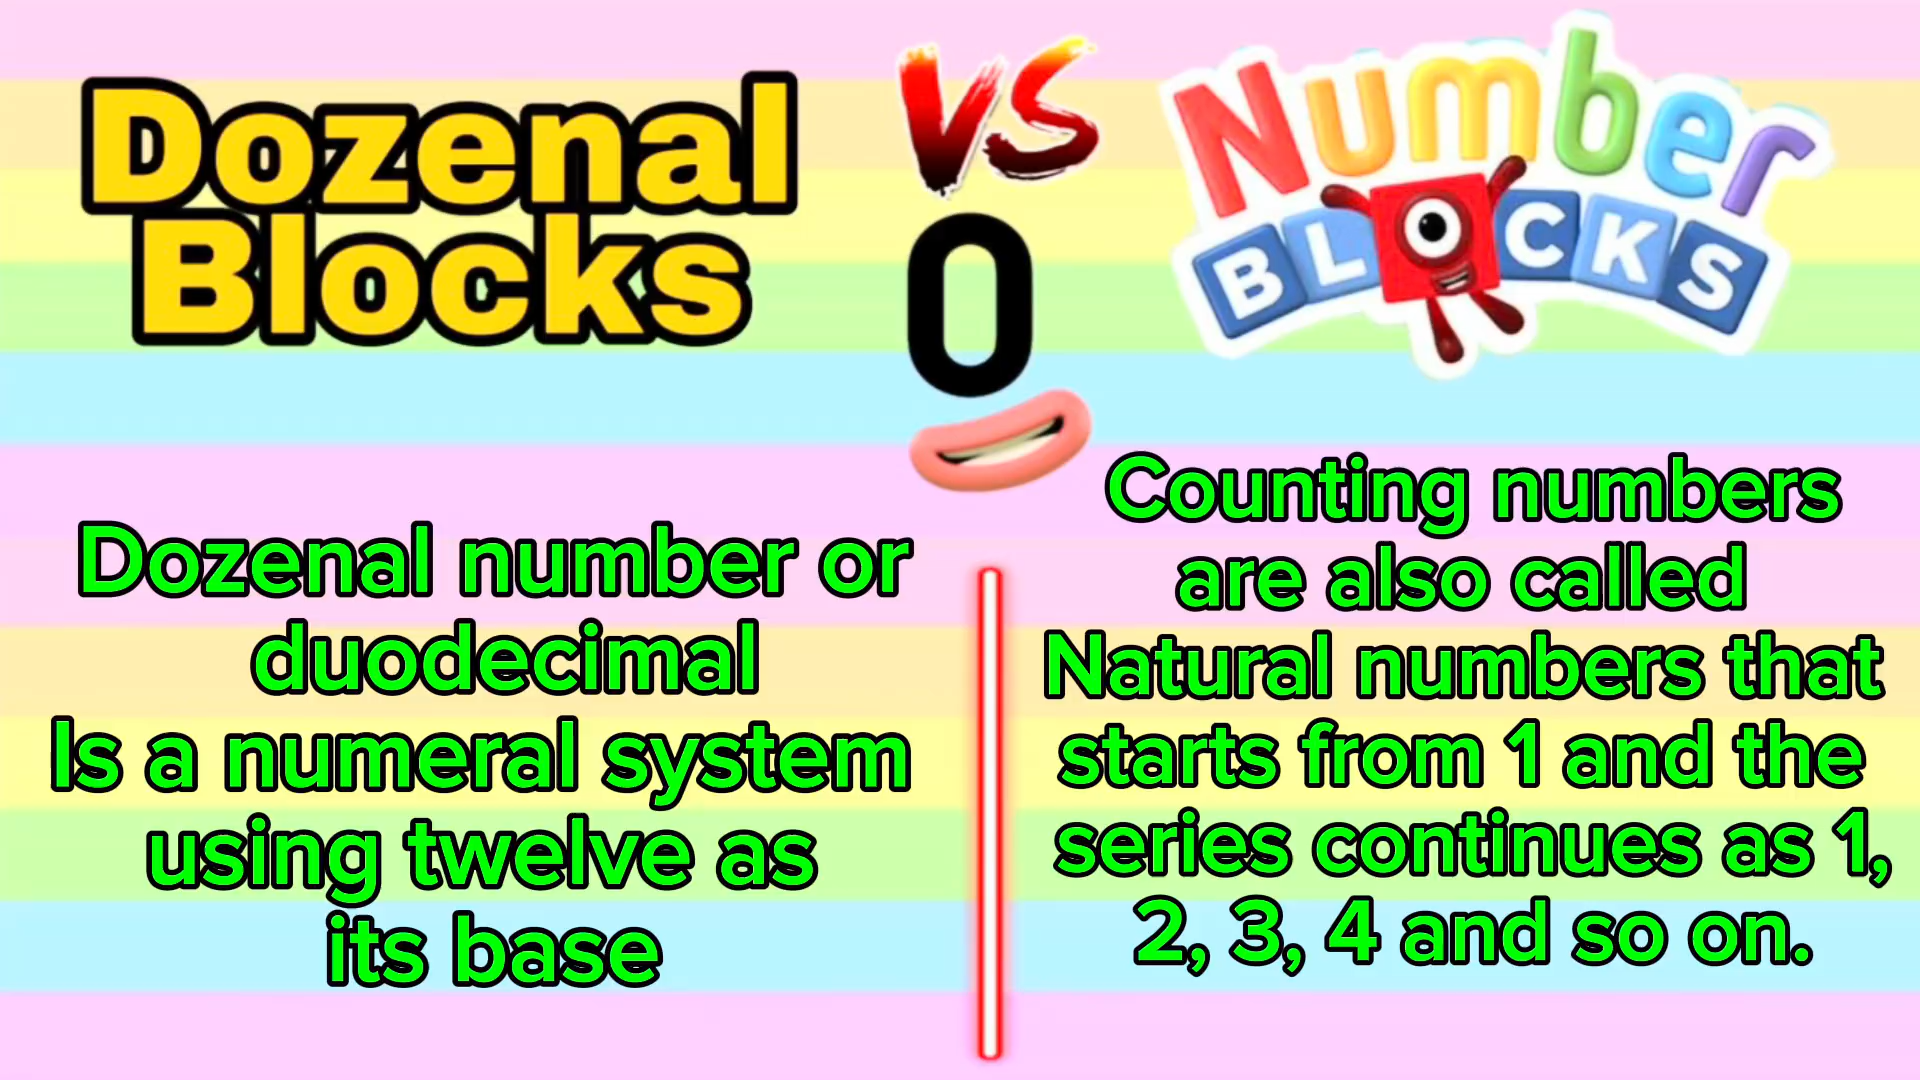 Dozenal
Blocks
VS
0
Number
BLOCKS
Dozenal number or
duodecimal
Is a numeral system
using twelve as
its base
Counting numbers
are also called
Natural numbers that
starts from 1 and the
series continues as 1,
2, 3, 4 and so on.